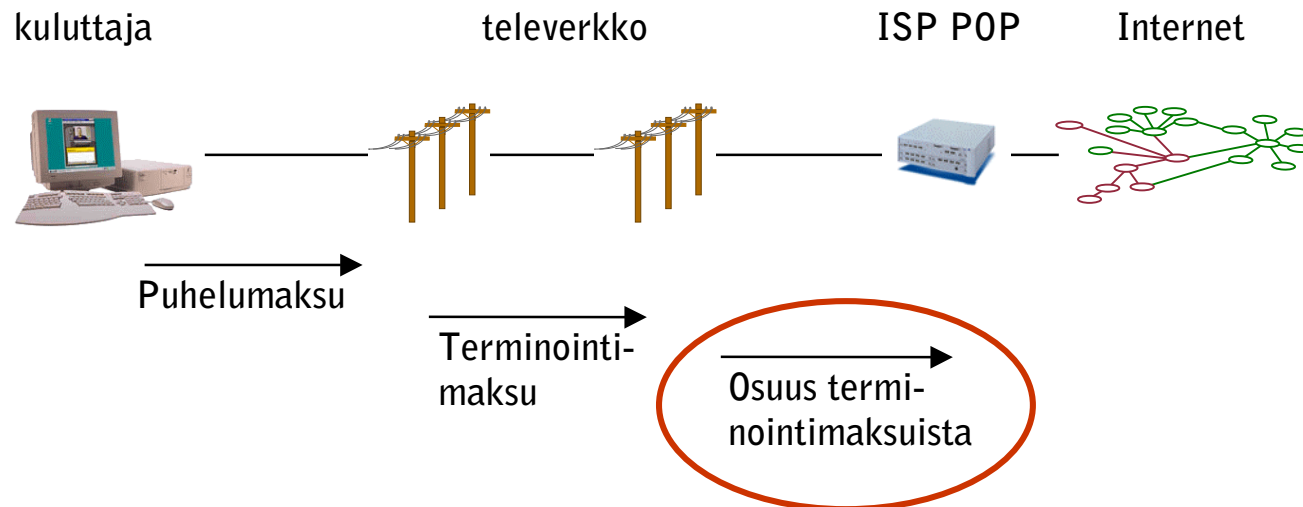 kuluttaja
televerkko
ISP POP
Internet
Puhelumaksu
Terminointi-
maksu
Osuus termi-
nointimaksuista